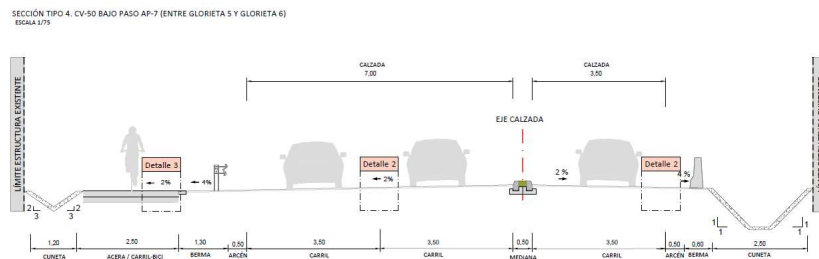 SECCIÓN TIPO 4. CV-50 BAJO PASO AP-7 (ENTRE GLORIETA 5 Y GLORIETA 6)
ESCALA 1/75
CALZADA
7,00
CALZADA
3,50
LÍMITE ESTRUCTURA EXISTENTE
EJE CALZADA
Detalle 3
Detalle 2
Detalle 2
2%
4%
2%
2 %
4 %
2
3
2
3
1
1
1
1
1,20
2,50
1,30
0,50
3,50
3,50
0,50
3,50
0,50
0,60
2,50
CUNETA
ACERA / CARRIL-BICI
BERMA
ARCÉN
CARRIL
CARRIL
MEDIANA
CARRIL
ARCÉN
BERMA
CUNETA